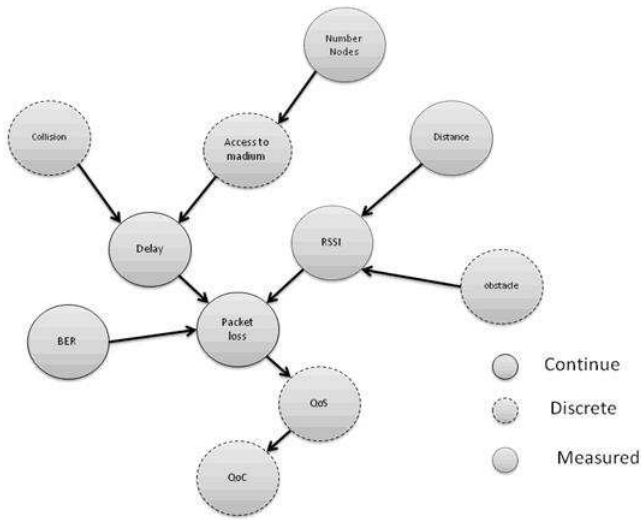 Number
Nodes
Collision
Access to
madium
Distance
Delay
RSSI
obstacle
BER
Packet
loss
QoS
QoC
Continue
Discrete
Measured